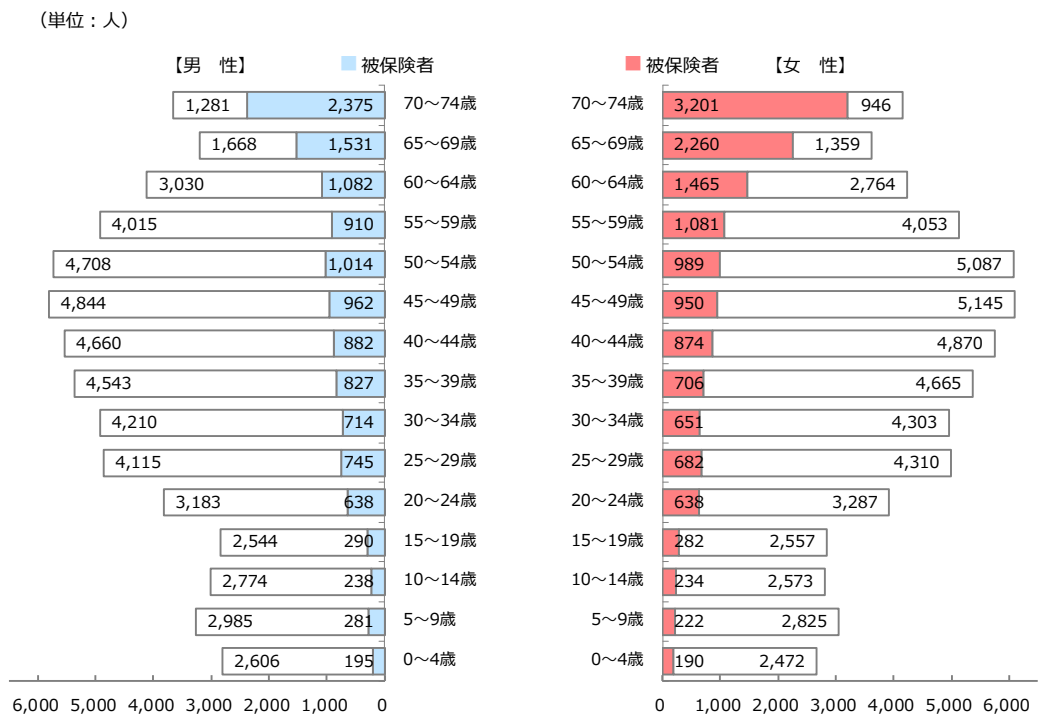 （単位：人）
【男　性】 被保険者 被保険者 【女　性】
1,281 2,375 70～74歳 70～74歳 3,201 946
1,668 1,531 65～69歳 65～69歳 2,260 1,359
3,030 1,082 60～64歳 60～64歳 1,465 2,764
4,015 910 55～59歳 55～59歳 1,081 4,053
4,708 1,014 50～54歳 50～54歳 989 5,087
4,844 962 45～49歳 45～49歳 950 5,145
4,660 882 40～44歳 40～44歳 874 4,870
4,543 827 35～39歳 35～39歳 706 4,665
4,210 714 30～34歳 30～34歳 651 4,303
4,115 745 25～29歳 25～29歳 682 4,310
3,183 638 20～24歳 20～24歳 638 3,287
2,544 290 15～19歳 15～19歳 282 2,557
2,774 238 10～14歳 10～14歳 234 2,573
2,985 281 5～9歳 5～9歳 222 2,825
2,606 195 0～4歳 0～4歳 190 2,472
6,000 5,000 4,000 3,000 2,000 1,000 0 0 1,000 2,000 3,000 4,000 5,000 6,000